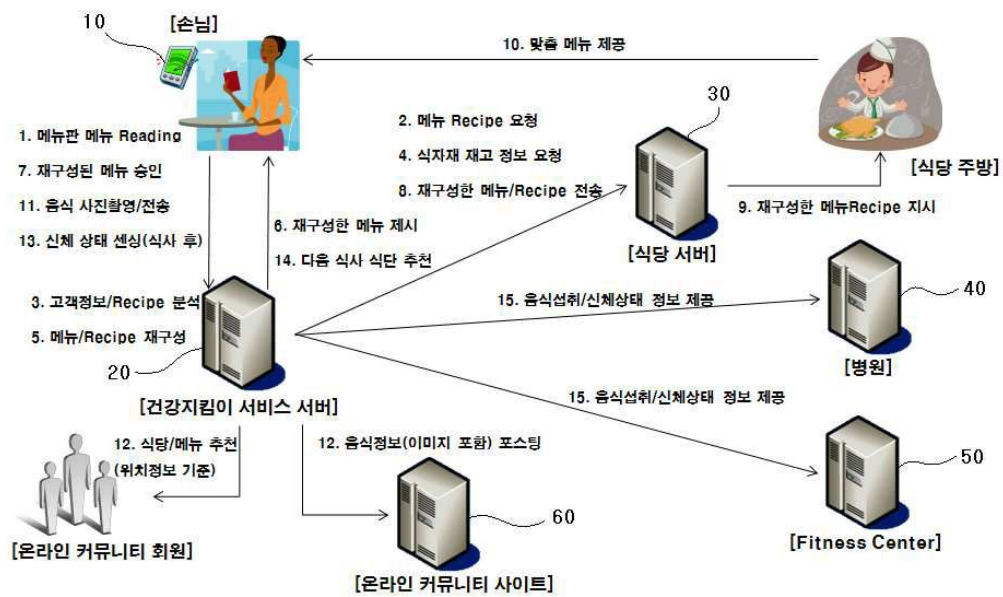 10
[손님]
10. 맞춤 메뉴 제공
30
1. 메뉴판 메뉴 Reading
7. 재구성된 메뉴 승인
11. 음식 사진촬영/전송
13. 신체 상태 센싱(식사 후)
2. 메뉴 Recipe 요청
4. 식자재 재고 정보 요청
8. 재구성한 메뉴/Recipe 전송
[식당 주방]
9. 재구성한 메뉴Recipe 지시
6. 재구성한 메뉴 제시
14. 다음 식사 식단 추천
[식당 서버]
3. 고객정보/Recipe 분석
5. 메뉴/Recipe 재구성
15. 음식섭취/신체상태 정보 제공
40
20
[병원]
[건강지킴이 서비스 서버]
15. 음식섭취/신체상태 정보 제공
12. 식당/메뉴 추천
(위치정보 기준)
12. 음식정보(이미지 포함) 포스팅
50
60
[온라인 커뮤니티 회원]
[Fitness Center]
[온라인 커뮤니티 사이트]